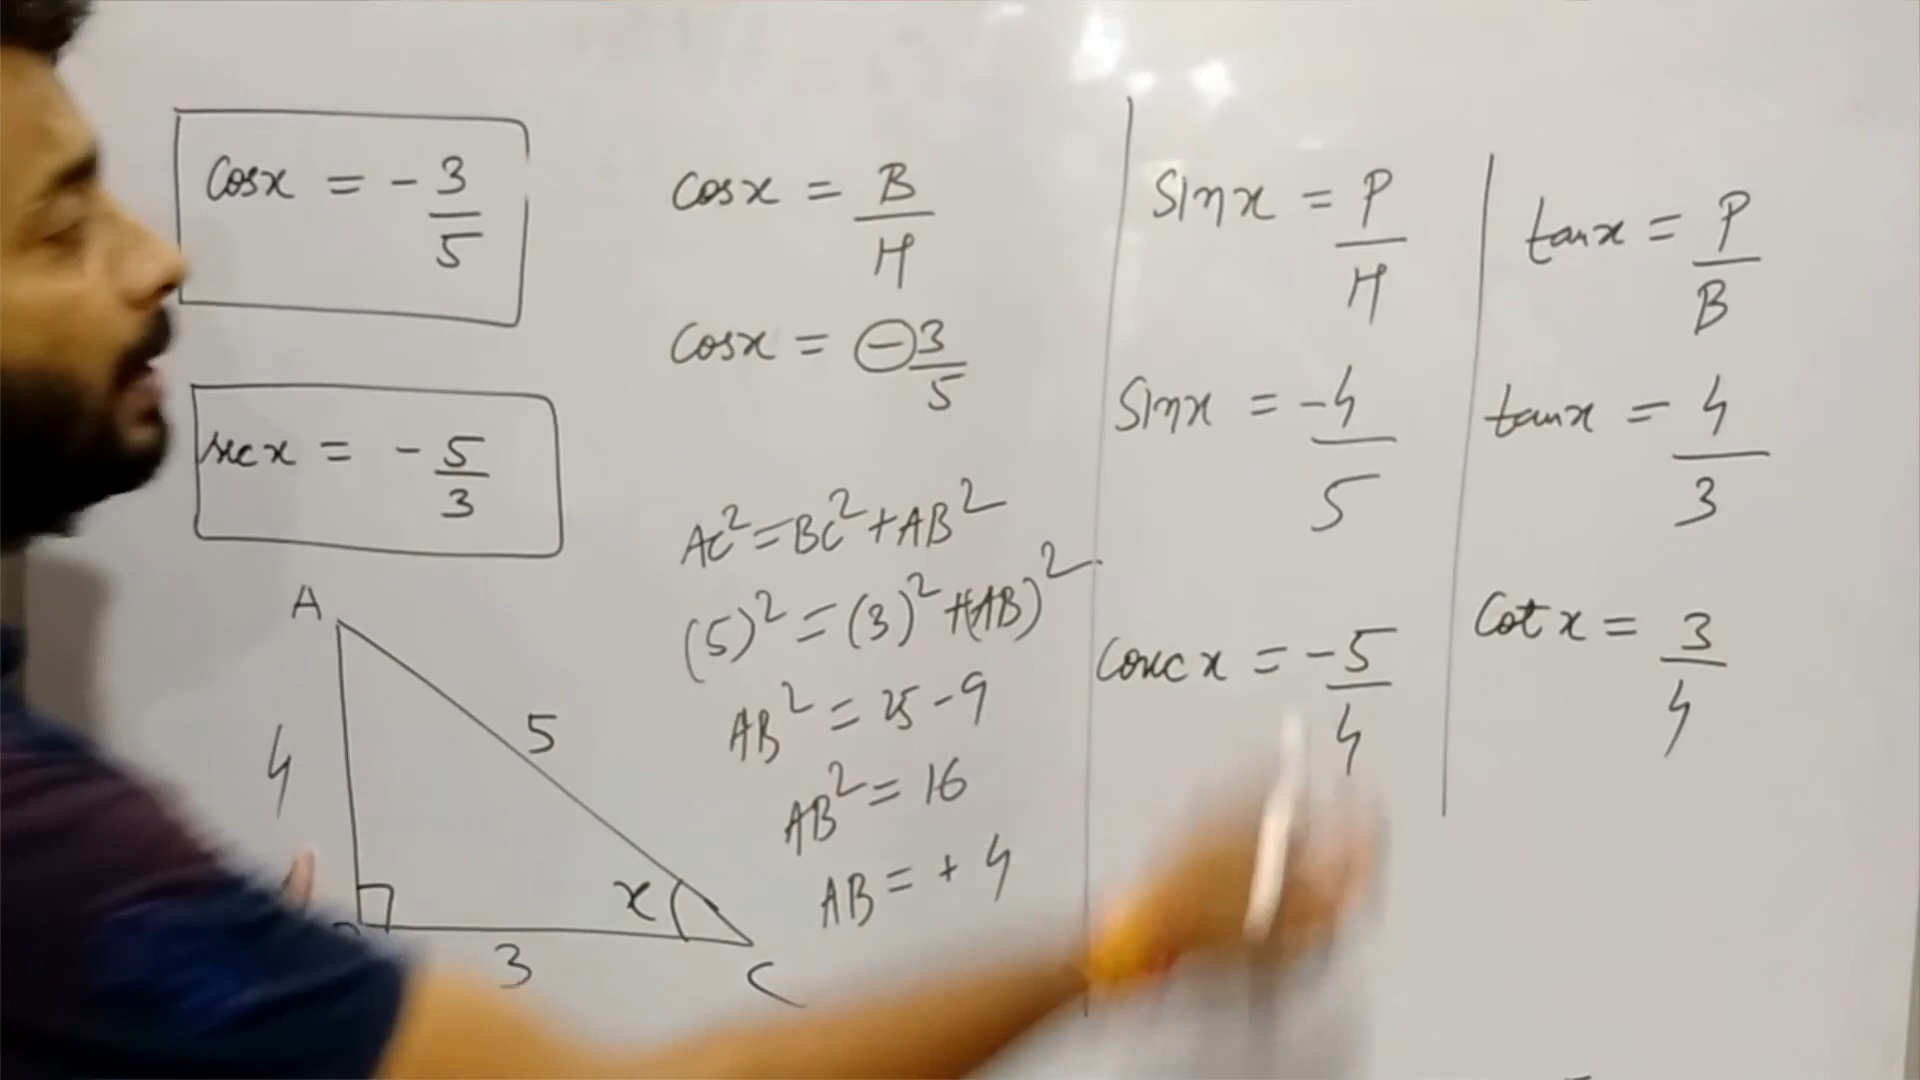 cosx = - 3/5
secx = - 5/3
A
4
5
x
3
C
cosx = B/H
cosx = -3/5
AC² = BC² + AB²
(5)² = (3)² + (AB)²
AB² = 25 - 9
AB² = 16
AB = + 4
sinx = P/H
sinx = -4/5
cosec x = -5/4
tanx = P/B
tanx = 4/3
cot x = 3/4